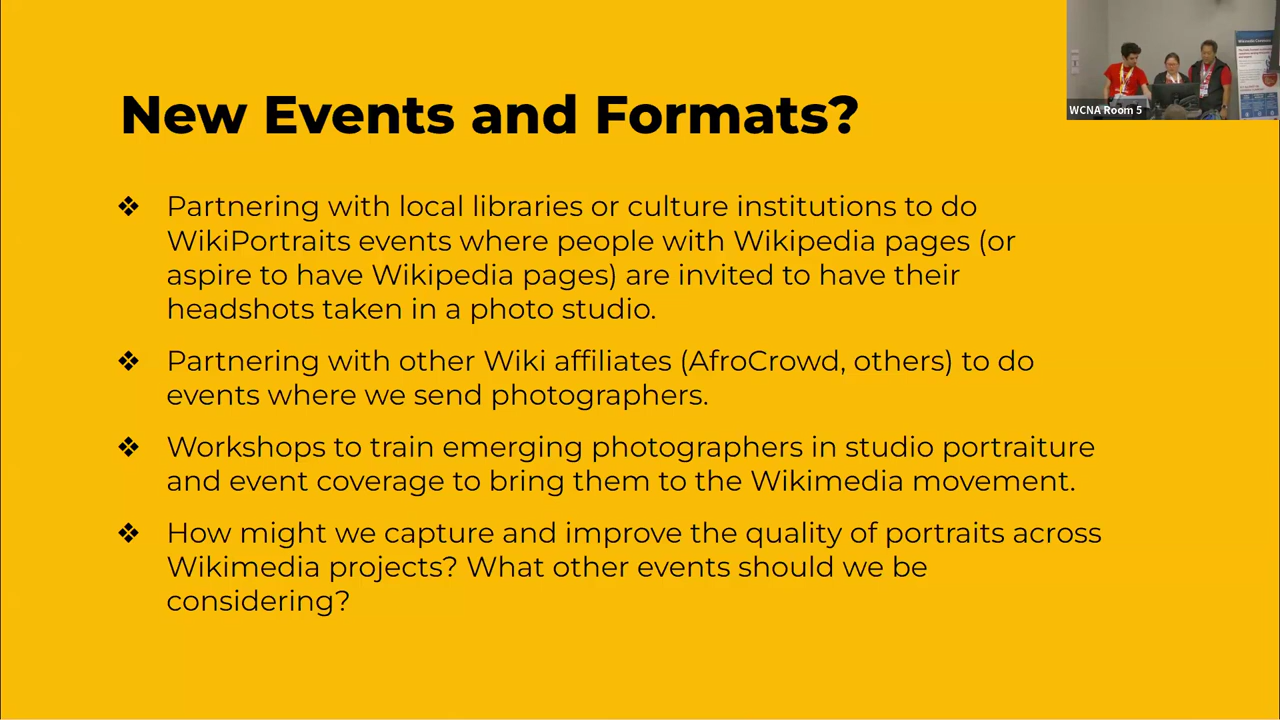 New Events and Formats?
❖ Partnering with local libraries or culture institutions to do
WikiPortraits events where people with Wikipedia pages (or
aspire to have Wikipedia pages) are invited to have their
headshots taken in a photo studio.
❖ Partnering with other Wiki affiliates (AfroCrowd, others) to do
events where we send photographers.
❖ Workshops to train emerging photographers in studio portraiture
and event coverage to bring them to the Wikimedia movement.
❖ How might we capture and improve the quality of portraits across
Wikimedia projects? What other events should we be
considering?
WCNA Room 5